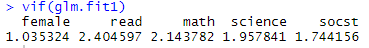 > vif(glm.fit1)
female read math science socst
1.035324 2.404597 2.143782 1.957841 1.744156